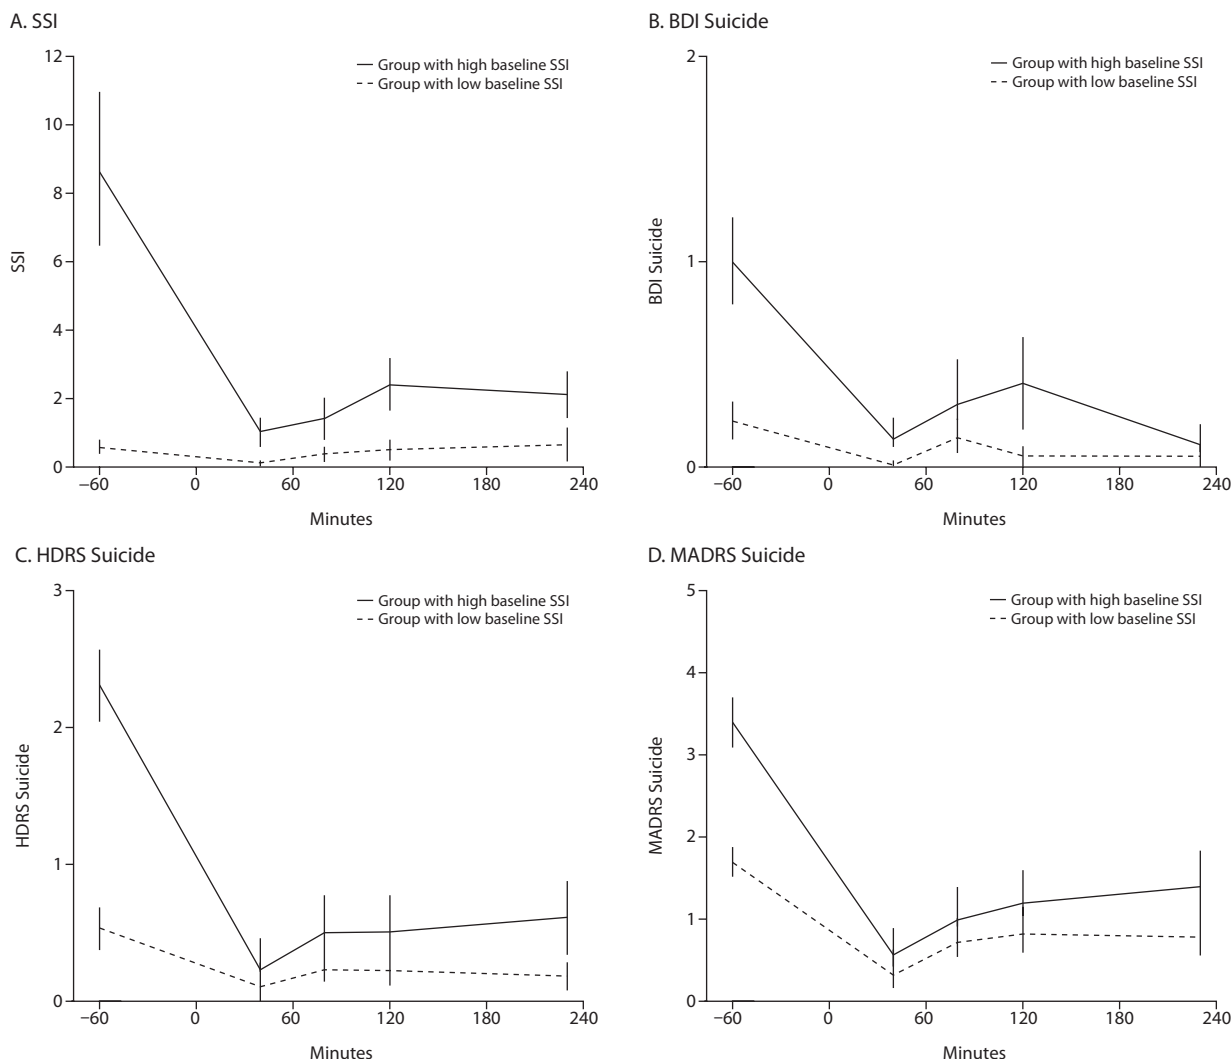 A. SSI
12
10
8
6
4
2
0
SSI
−60
0
60
120
180
240
Minutes
Group with high baseline SSI
Group with low baseline SSI
B. BDI Suicide
2
1
0
BDI Suicide
−60
0
60
120
180
240
Minutes
Group with high baseline SSI
Group with low baseline SSI
C. HDRS Suicide
3
2
1
0
HDRS Suicide
−60
0
60
120
180
240
Minutes
Group with high baseline SSI
Group with low baseline SSI
D. MADRS Suicide
5
4
3
2
1
0
MADRS Suicide
−60
0
60
120
180
240
Minutes
Group with high baseline SSI
Group with low baseline SSI